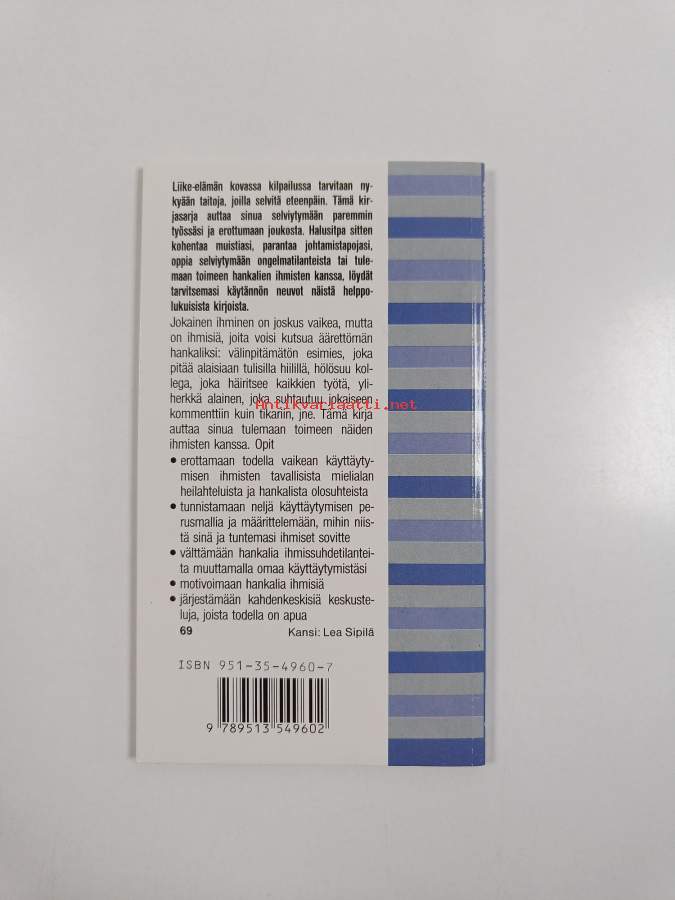 Liike-elämän kovassa kilpailussa tarvitaan ny-
kyään taitoja, joilla selvitä eteenpäin. Tämä kir-
jasarja auttaa sinua selviytymään paremmin
työssäsi ja erottumaan joukosta. Halusitpa sitten
kohentaa muistiasi, parantaa johtamistapojasi,
oppia selviytymään ongelmatilanteista tai tule-
maan toimeen hankalien ihmisten kanssa, löydät
tarvitsemasi käytännön neuvot näistä helppo-
lukuisista kirjoista.
Jokainen ihminen on joskus vaikea, mutta
on ihmisiä, joita voisi kutsua äärettömän
hankaliksi: välinpitämätön esimies, joka
pitää alaisiaan tulisilla hiilillä, hölösuu kol-
lega, joka häiritsee kaikkien työtä, yli-
herkkä alainen, joka suhtautuu jokaiseen
Antikvariaatti.net
kommenttiin kuin tikariin, jne. Tämä kirja
auttaa sinua tulemaan toimeen näiden
ihmisten kanssa. Opit
• erottamaan todella vaikean käyttäyty-
misen ihmisten tavallisista mielialan
heilahteluista ja hankalista olosuhteista
• tunnistamaan neljä käyttäytymisen pe-
rusmallia ja määrittelemään, mihin niis-
tä sinä ja tuntemasi ihmiset sovitte
• välttämään hankalia ihmissuhdetilantei-
ta muuttamalla omaa käyttäytymistäsi
• motivoimaan hankalia ihmisiä
• järjestämään kahdenkeskisiä keskuste-
luja, joista todella on apua
69 Kansi: Lea Sipilä
ISBN 951-35-4960-7
9 789513 549602